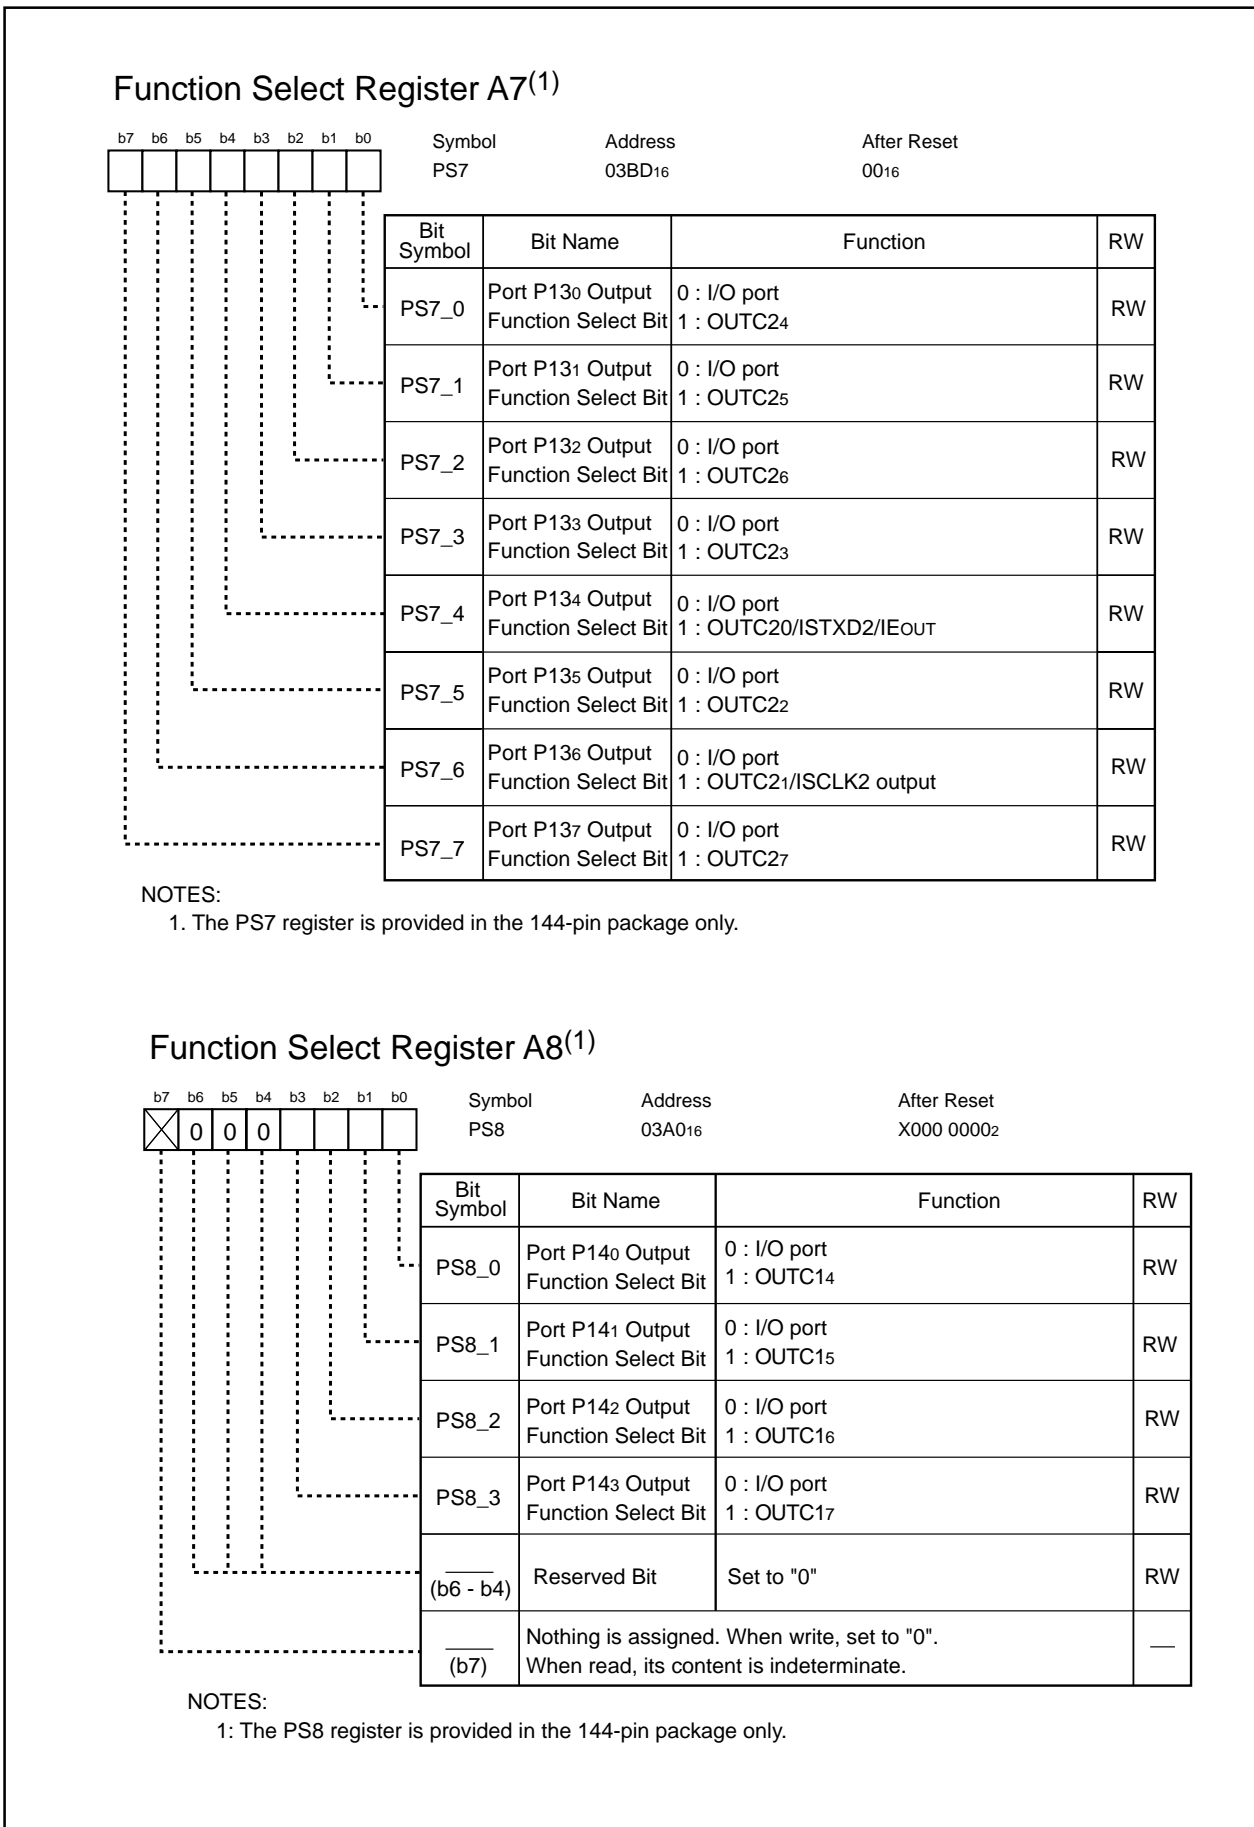 Function Select Register A7(1)
b7 b6 b5 b4 b3 b2 b1 b0
Symbol Address After Reset
PS7 03BD16 0016
Bit Symbol Bit Name Function RW
PS7_0 Port P130 Output Function Select Bit 0 : I/O port 1 : OUTC24 RW
PS7_1 Port P131 Output Function Select Bit 0 : I/O port 1 : OUTC25 RW
PS7_2 Port P132 Output Function Select Bit 0 : I/O port 1 : OUTC26 RW
PS7_3 Port P133 Output Function Select Bit 0 : I/O port 1 : OUTC23 RW
PS7_4 Port P134 Output Function Select Bit 0 : I/O port 1 : OUTC20/ISTXD2/IEOUT RW
PS7_5 Port P135 Output Function Select Bit 0 : I/O port 1 : OUTC22 RW
PS7_6 Port P136 Output Function Select Bit 0 : I/O port 1 : OUTC21/ISCLK2 output RW
PS7_7 Port P137 Output Function Select Bit 0 : I/O port 1 : OUTC27 RW
NOTES:
1. The PS7 register is provided in the 144-pin package only.
Function Select Register A8(1)
b7 b6 b5 b4 b3 b2 b1 b0
0 0 0
Symbol Address After Reset
PS8 03A016 X000 00002
Bit Symbol Bit Name Function RW
PS8_0 Port P140 Output Function Select Bit 0 : I/O port 1 : OUTC14 RW
PS8_1 Port P141 Output Function Select Bit 0 : I/O port 1 : OUTC15 RW
PS8_2 Port P142 Output Function Select Bit 0 : I/O port 1 : OUTC16 RW
PS8_3 Port P143 Output Function Select Bit 0 : I/O port 1 : OUTC17 RW
(b6 - b4) Reserved Bit Set to "0" RW
(b7) Nothing is assigned. When write, set to "0". When read, its content is indeterminate. —
NOTES:
1: The PS8 register is provided in the 144-pin package only.